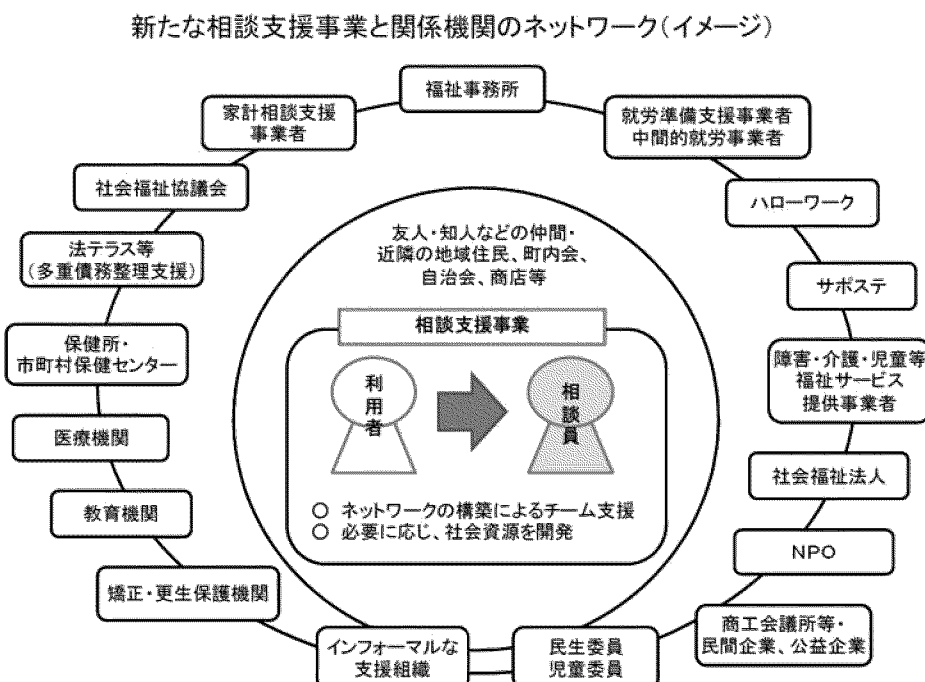 新たな相談支援事業と関係機関のネットワーク(イメージ)
福祉事務所
家計相談支援
事業者
就労準備支援事業者
中間的就労事業者
社会福祉協議会
ハローワーク
法テラス等
(多重債務整理支援)
サポステ
保健所・
市町村保健センター
障害・介護・児童等
福祉サービス
提供事業者
医療機関
社会福祉法人
教育機関
NPO
矯正・更生保護機関
商工会議所等・
民間企業、公益企業
インフォーマルな
支援組織
民生委員
児童委員
友人・知人などの仲間・
近隣の地域住民、町内会、
自治会、商店等
相談支援事業
利用者
相談員
○ ネットワークの構築によるチーム支援
○ 必要に応じ、社会資源を開発